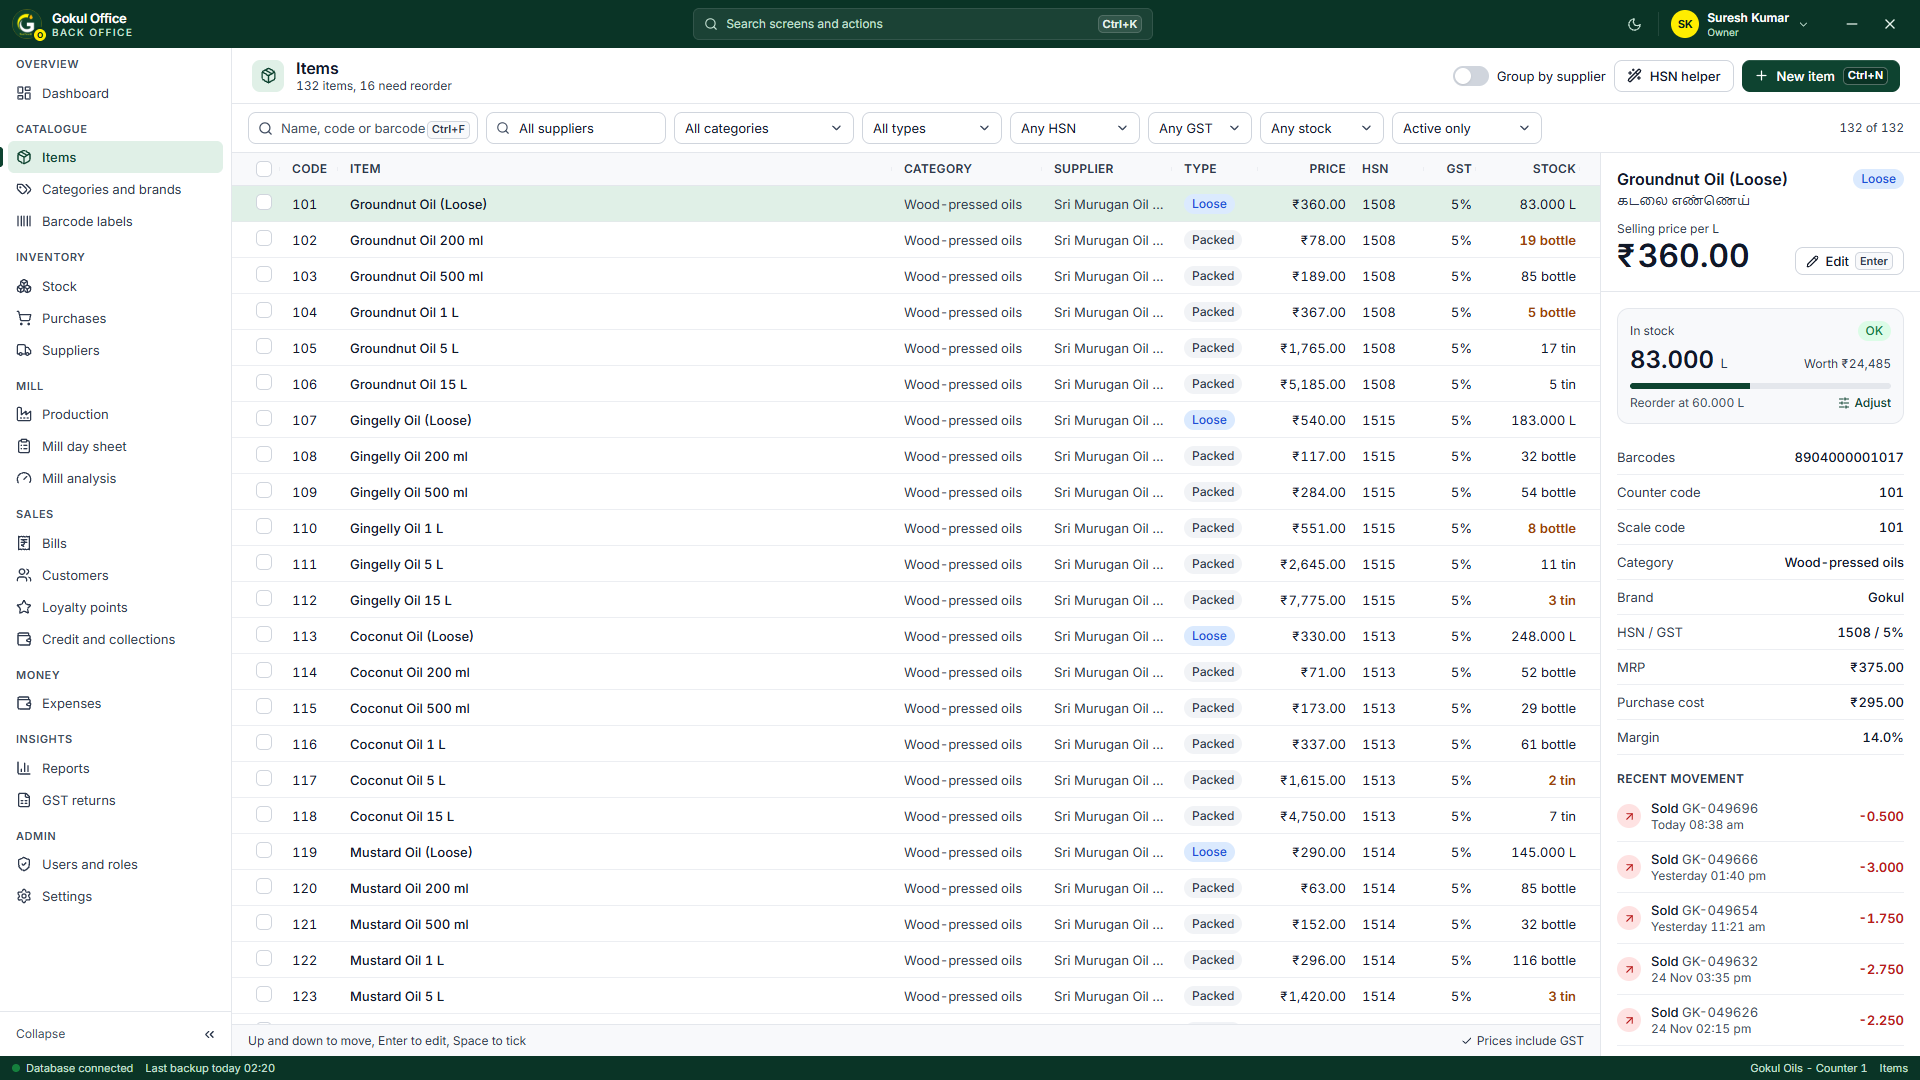 Gokul Office
BACK OFFICE
Search screens and actions
Ctrl+K
SK
Suresh Kumar
Owner
OVERVIEW
Dashboard
CATALOGUE
Items
Categories and brands
Barcode labels
INVENTORY
Stock
Purchases
Suppliers
MILL
Production
Mill day sheet
Mill analysis
SALES
Bills
Customers
Loyalty points
Credit and collections
MONEY
Expenses
INSIGHTS
Reports
GST returns
ADMIN
Users and roles
Settings
Collapse
Items
132 items, 16 need reorder
Group by supplier
HSN helper
New item Ctrl+N
Name, code or barcode Ctrl+F
All suppliers
All categories
All types
Any HSN
Any GST
Any stock
Active only
132 of 132
CODE ITEM CATEGORY SUPPLIER TYPE PRICE HSN GST STOCK
101 Groundnut Oil (Loose) Wood-pressed oils Sri Murugan Oil ... Loose ₹360.00 1508 5% 83.000 L
102 Groundnut Oil 200 ml Wood-pressed oils Sri Murugan Oil ... Packed ₹78.00 1508 5% 19 bottle
103 Groundnut Oil 500 ml Wood-pressed oils Sri Murugan Oil ... Packed ₹189.00 1508 5% 85 bottle
104 Groundnut Oil 1 L Wood-pressed oils Sri Murugan Oil ... Packed ₹367.00 1508 5% 5 bottle
105 Groundnut Oil 5 L Wood-pressed oils Sri Murugan Oil ... Packed ₹1,765.00 1508 5% 17 tin
106 Groundnut Oil 15 L Wood-pressed oils Sri Murugan Oil ... Packed ₹5,185.00 1508 5% 5 tin
107 Gingelly Oil (Loose) Wood-pressed oils Sri Murugan Oil ... Loose ₹540.00 1515 5% 183.000 L
108 Gingelly Oil 200 ml Wood-pressed oils Sri Murugan Oil ... Packed ₹117.00 1515 5% 32 bottle
109 Gingelly Oil 500 ml Wood-pressed oils Sri Murugan Oil ... Packed ₹284.00 1515 5% 54 bottle
110 Gingelly Oil 1 L Wood-pressed oils Sri Murugan Oil ... Packed ₹551.00 1515 5% 8 bottle
111 Gingelly Oil 5 L Wood-pressed oils Sri Murugan Oil ... Packed ₹2,645.00 1515 5% 11 tin
112 Gingelly Oil 15 L Wood-pressed oils Sri Murugan Oil ... Packed ₹7,775.00 1515 5% 3 tin
113 Coconut Oil (Loose) Wood-pressed oils Sri Murugan Oil ... Loose ₹330.00 1513 5% 248.000 L
114 Coconut Oil 200 ml Wood-pressed oils Sri Murugan Oil ... Packed ₹71.00 1513 5% 52 bottle
115 Coconut Oil 500 ml Wood-pressed oils Sri Murugan Oil ... Packed ₹173.00 1513 5% 29 bottle
116 Coconut Oil 1 L Wood-pressed oils Sri Murugan Oil ... Packed ₹337.00 1513 5% 61 bottle
117 Coconut Oil 5 L Wood-pressed oils Sri Murugan Oil ... Packed ₹1,615.00 1513 5% 2 tin
118 Coconut Oil 15 L Wood-pressed oils Sri Murugan Oil ... Packed ₹4,750.00 1513 5% 7 tin
119 Mustard Oil (Loose) Wood-pressed oils Sri Murugan Oil ... Loose ₹290.00 1514 5% 145.000 L
120 Mustard Oil 200 ml Wood-pressed oils Sri Murugan Oil ... Packed ₹63.00 1514 5% 85 bottle
121 Mustard Oil 500 ml Wood-pressed oils Sri Murugan Oil ... Packed ₹152.00 1514 5% 32 bottle
122 Mustard Oil 1 L Wood-pressed oils Sri Murugan Oil ... Packed ₹296.00 1514 5% 116 bottle
123 Mustard Oil 5 L Wood-pressed oils Sri Murugan Oil ... Packed ₹1,420.00 1514 5% 3 tin
Up and down to move, Enter to edit, Space to tick
Prices include GST
Groundnut Oil (Loose) Loose
கடலை எண்ணெய்
Selling price per L
₹360.00
Edit Enter
In stock OK
83.000 L Worth ₹24,485
Reorder at 60.000 L Adjust
Barcodes 8904000001017
Counter code 101
Scale code 101
Category Wood-pressed oils
Brand Gokul
HSN / GST 1508 / 5%
MRP ₹375.00
Purchase cost ₹295.00
Margin 14.0%
RECENT MOVEMENT
Sold GK-049696
Today 08:38 am
-0.500
Sold GK-049666
Yesterday 01:40 pm
-3.000
Sold GK-049654
Yesterday 11:21 am
-1.750
Sold GK-049632
24 Nov 03:35 pm
-2.750
Sold GK-049626
24 Nov 02:15 pm
-2.250
Database connected Last backup today 02:20
Gokul Oils - Counter 1 Items